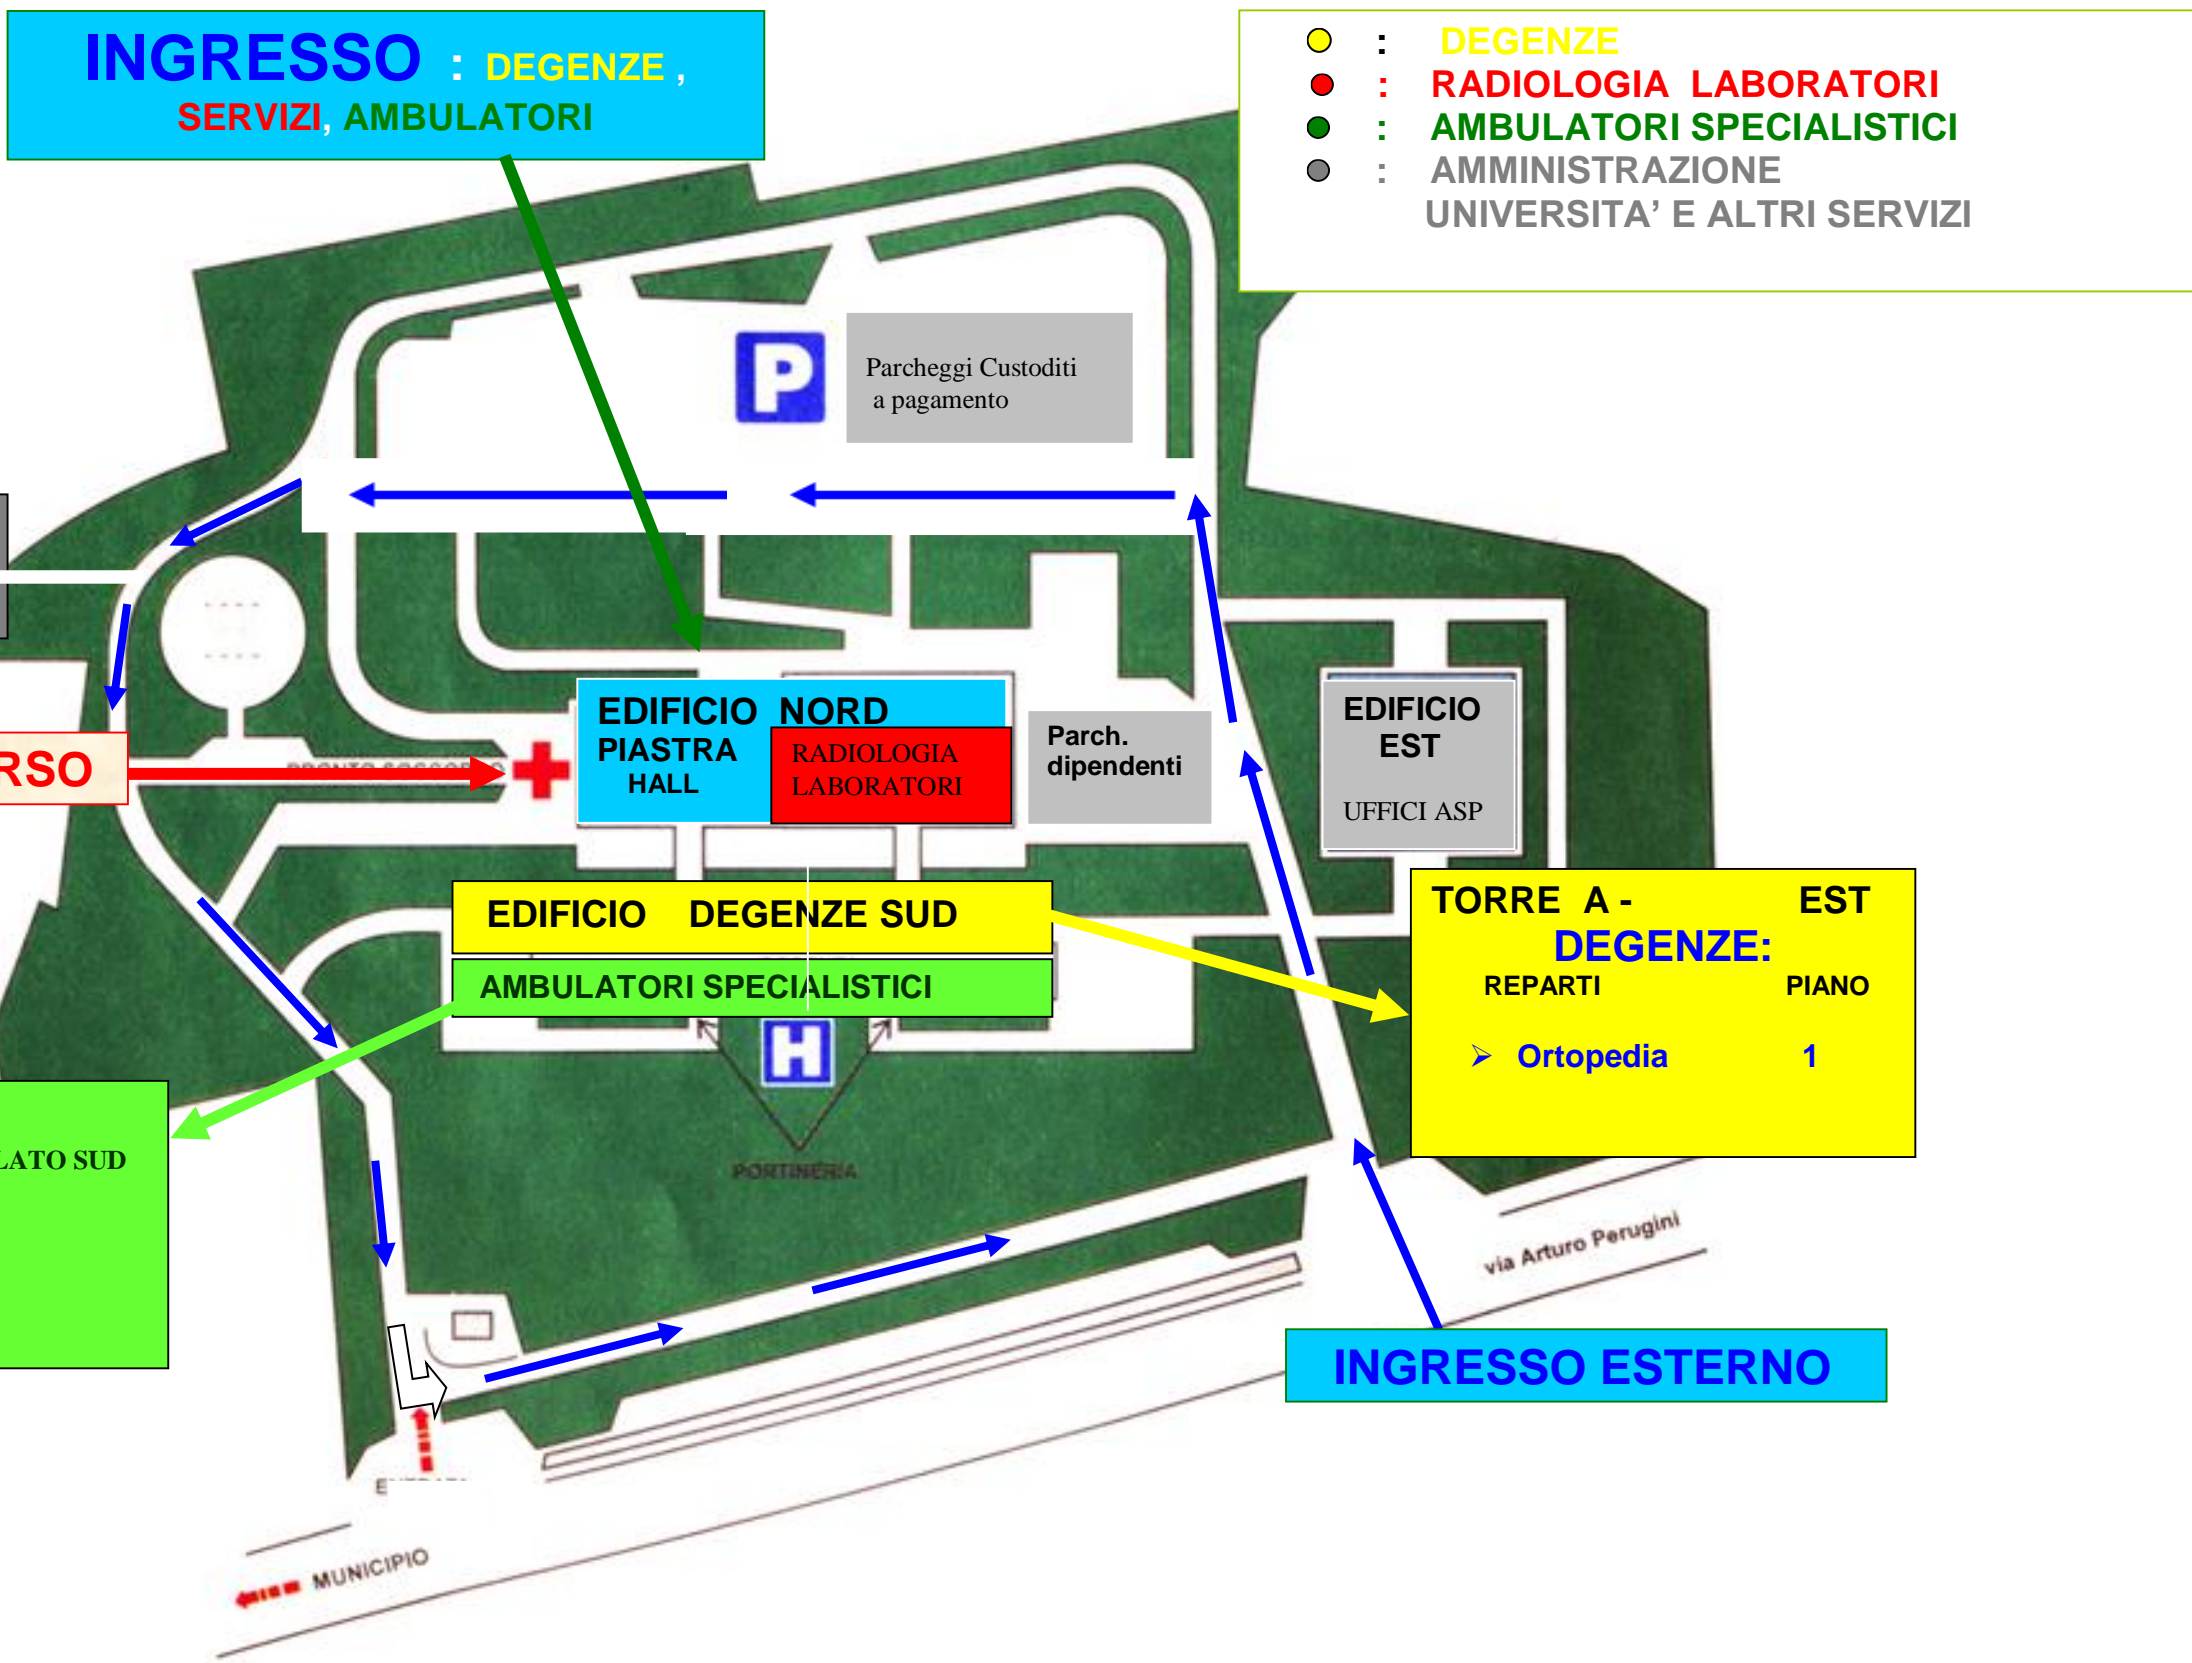 INGRESSO : DEGENZE ,
SERVIZI, AMBULATORI
: DEGENZE
: RADIOLOGIA LABORATORI
: AMBULATORI SPECIALISTICI
: AMMINISTRAZIONE
UNIVERSITA’ E ALTRI SERVIZI
P
Parcheggi Custoditi
a pagamento
EDIFICIO NORD
PIASTRA
HALL
RADIOLOGIA
LABORATORI
Parch.
dipendenti
EDIFICIO
EST
UFFICI ASP
RSO
EDIFICIO DEGENZE SUD
AMBULATORI SPECIALISTICI
TORRE A - EST
DEGENZE:
REPARTI PIANO
➢ Ortopedia 1
H
PORTINERIA
LATO SUD
via Arturo Perugini
INGRESSO ESTERNO
MUNICIPIO